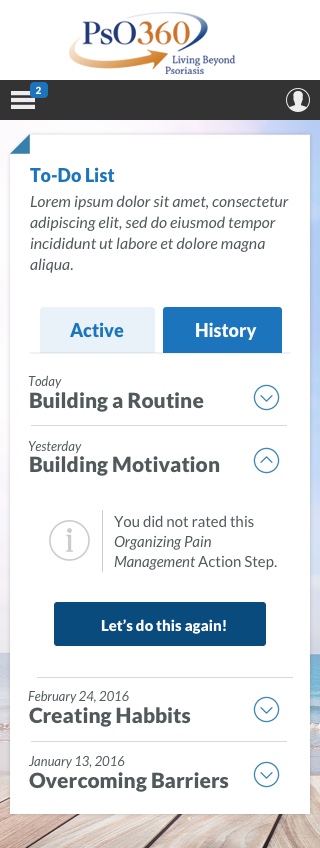 PsO360
Living Beyond
Psoriasis
2
To-Do List
Lorem ipsum dolor sit amet, consectetur
adipiscing elit, sed do eiusmod tempor
incididunt ut labore et dolore magna
aliqua.
Active
History
Today
Building a Routine
Yesterday
Building Motivation
i
You did not rated this
Organizing Pain
Management Action Step.
Let's do this again!
February 24, 2016
Creating Habbits
January 13, 2016
Overcoming Barriers